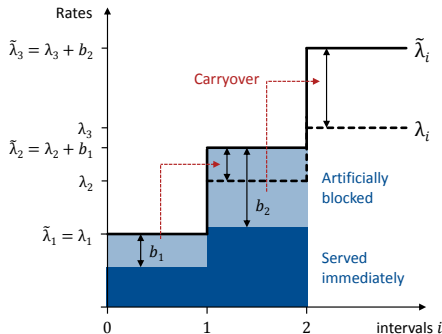 Rates
λ̃₃ = λ₃ + b₂
λ̃ᵢ
Carryover
λ₃
λᵢ
λ̃₂ = λ₂ + b₁
λ₂
Artificially
blocked
b₂
λ̃₁ = λ₁
b₁
Served
immediately
0
1
2
intervals i